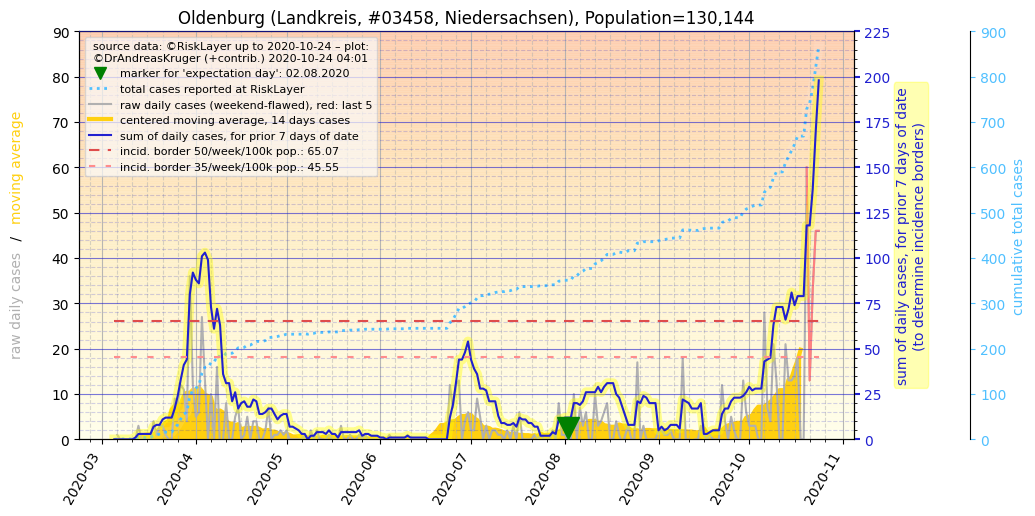 Oldenburg (Landkreis, #03458, Niedersachsen), Population=130,144
source data: ©RiskLayer up to 2020-10-24 – plot:
©DrAndreasKruger (+contrib.) 2020-10-24 04:01
marker for 'expectation day': 02.08.2020
total cases reported at RiskLayer
raw daily cases (weekend-flawed), red: last 5
centered moving average, 14 days cases
sum of daily cases, for prior 7 days of date
incid. border 50/week/100k pop.: 65.07
incid. border 35/week/100k pop.: 45.55
raw daily cases / moving average
90
80
70
60
50
40
30
20
10
0
225
200
175
150
125
100
75
50
25
0
sum of daily cases, for prior 7 days of date
(to determine incidence borders)
900
800
700
600
500
400
300
200
100
0
cumulative total cases
2020-03
2020-04
2020-05
2020-06
2020-07
2020-08
2020-09
2020-10
2020-11